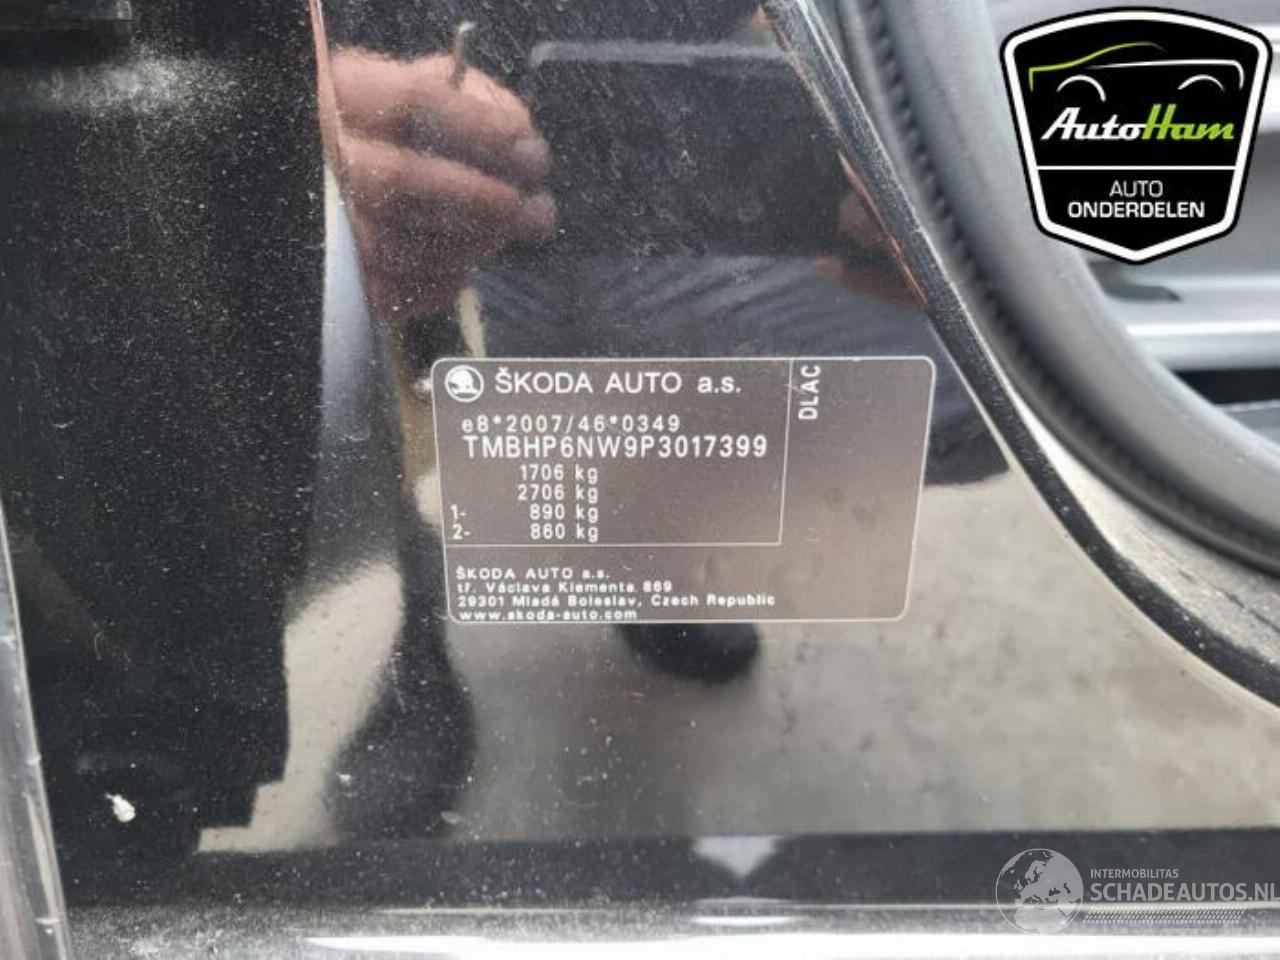 AutoHam
AUTO
ONDERDELEN
ŠKODA AUTO a.s.
DLAC
e8*2007/46*0349
TMBHP6NW9P3017399
1706 kg
2706 kg
1- 890 kg
2- 860 kg
ŠKODA AUTO a.s.
tř. Václava Klementa 869
29301 Mladá Boleslav, Czech Republic
www.skoda-auto.com
INTERMOBILITAS
SCHADEAUTOS.NL